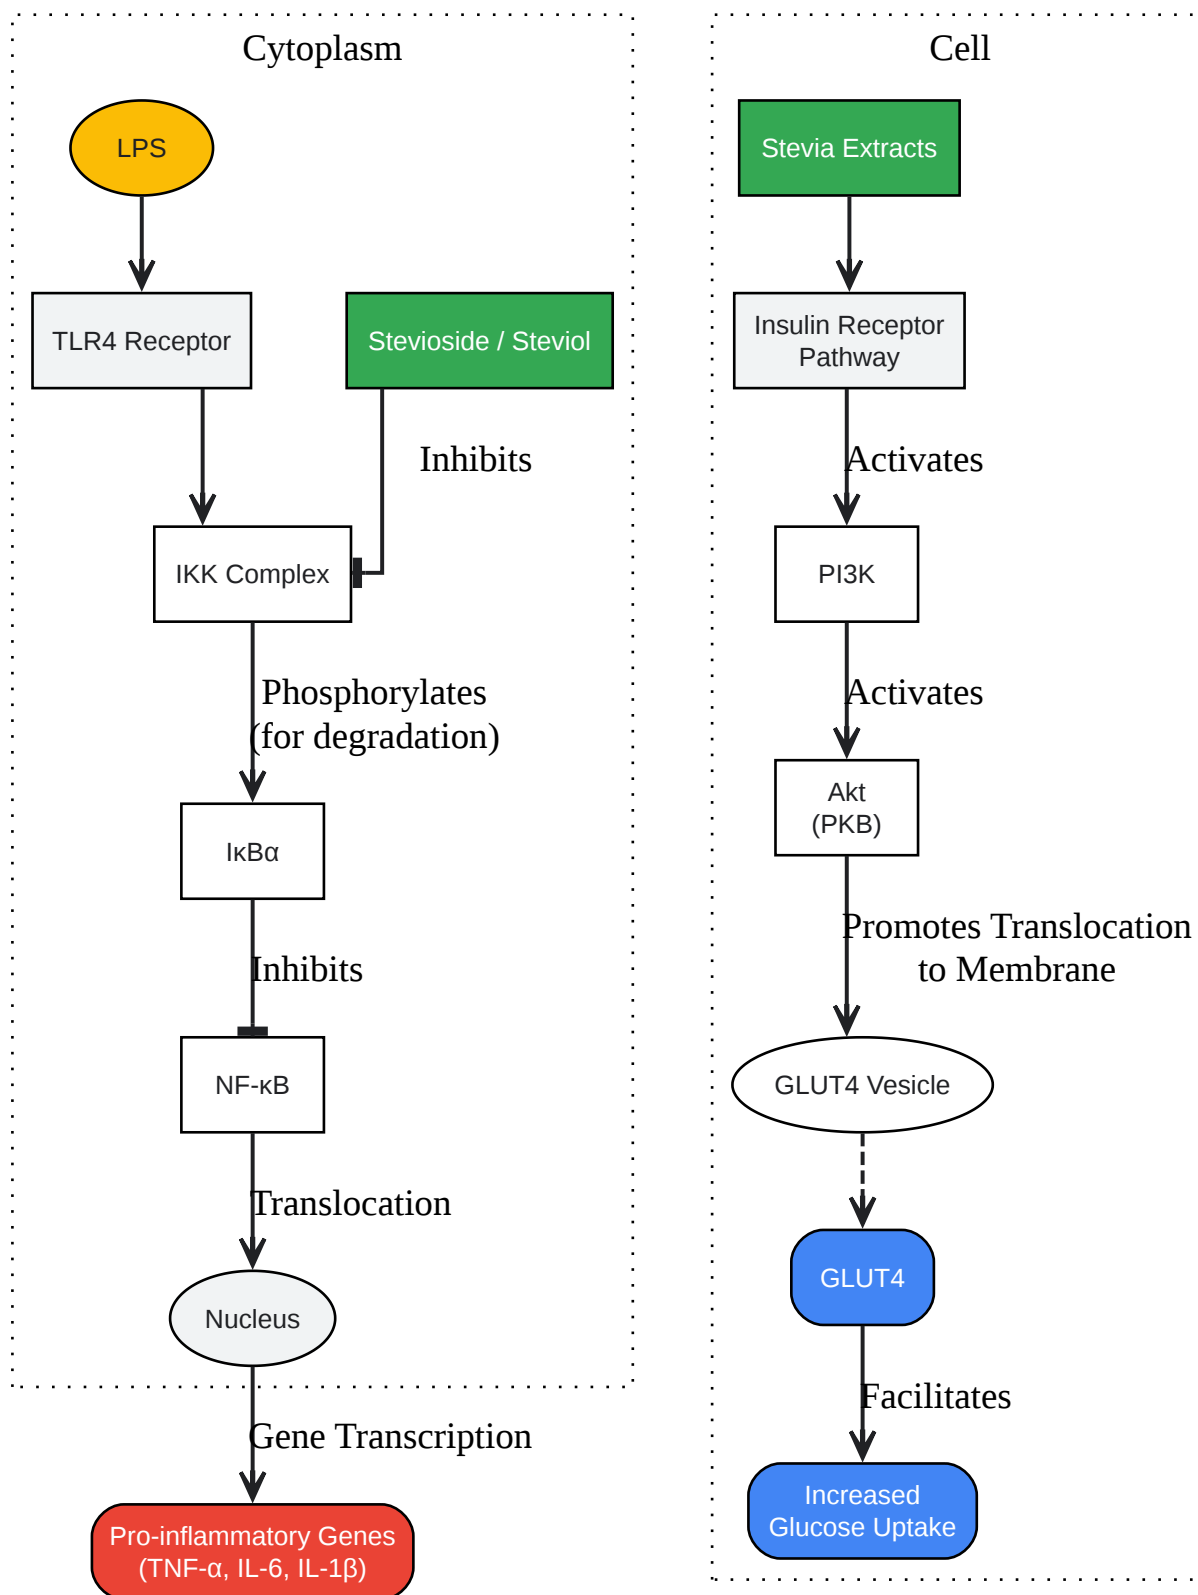 Cytoplasm
LPS
TLR4 Receptor
Stevioside / Steviol
Inhibits
IKK Complex
Phosphorylates
(for degradation)
IκBα
Inhibits
NF-κB
Translocation
Nucleus
Gene Transcription
Pro-inflammatory Genes
(TNF-α, IL-6, IL-1β)
Cell
Stevia Extracts
Insulin Receptor
Pathway
Activates
PI3K
Activates
Akt
(PKB)
Promotes Translocation
to Membrane
GLUT4 Vesicle
GLUT4
Facilitates
Increased
Glucose Uptake